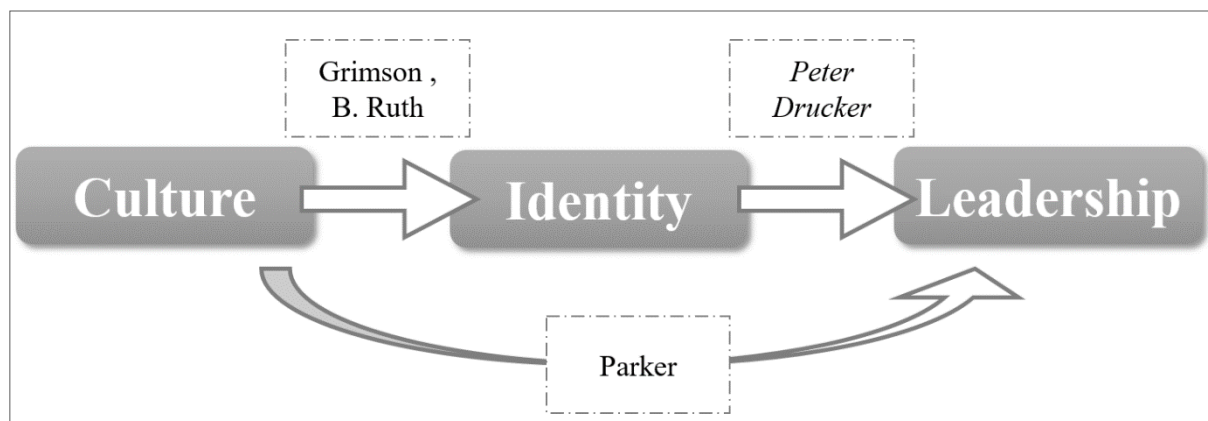 Grimson ,
B. Ruth
Peter
Drucker
Culture
Identity
Leadership
Parker